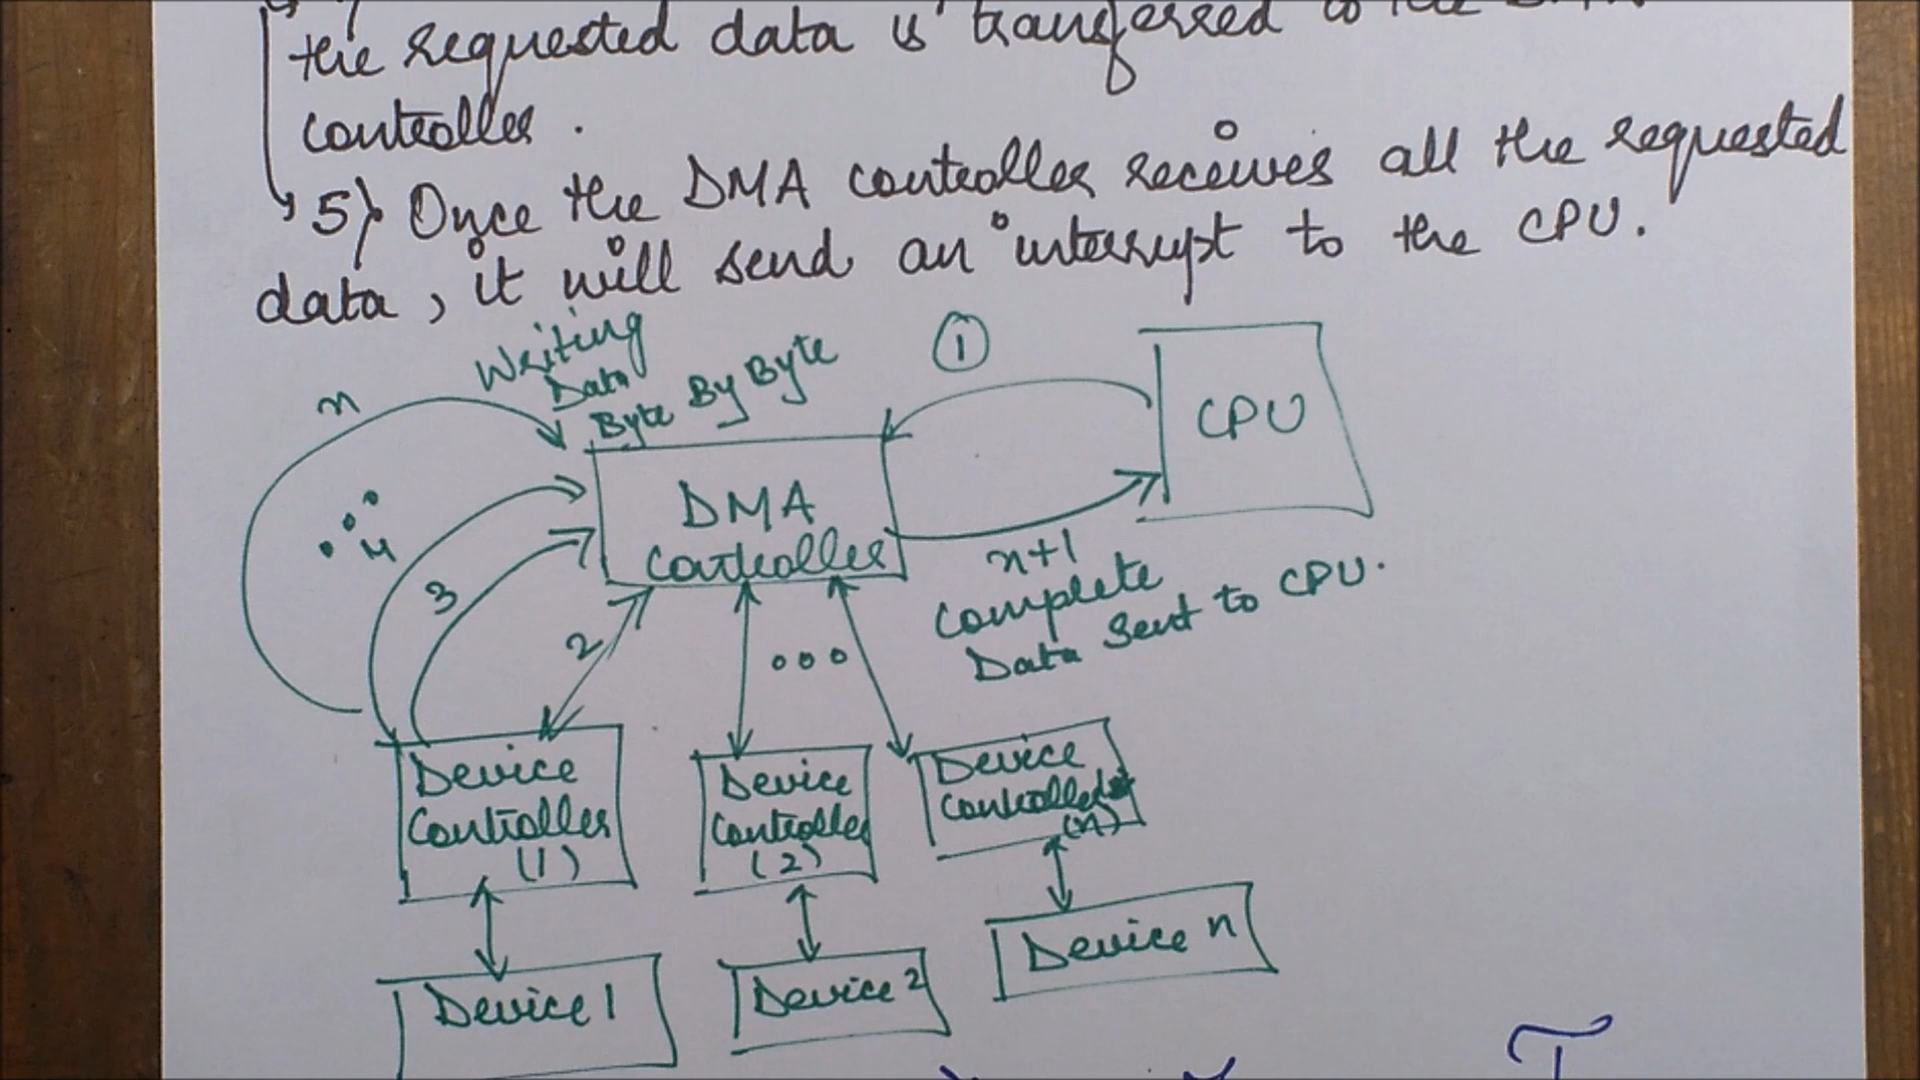 the requested data is transferred to the
controller.
5) Once the DMA controller receives all the requested
data, it will send an interrupt to the CPU.
Writing
Data
Byte By Byte
1
CPU
n
DMA
controller
4
3
2
n+1
Complete
Data Sent to CPU.
Device
Controller
(1)
Device
Controller
(2)
Device
Controller
(n)
Device 1
Device 2
Device n